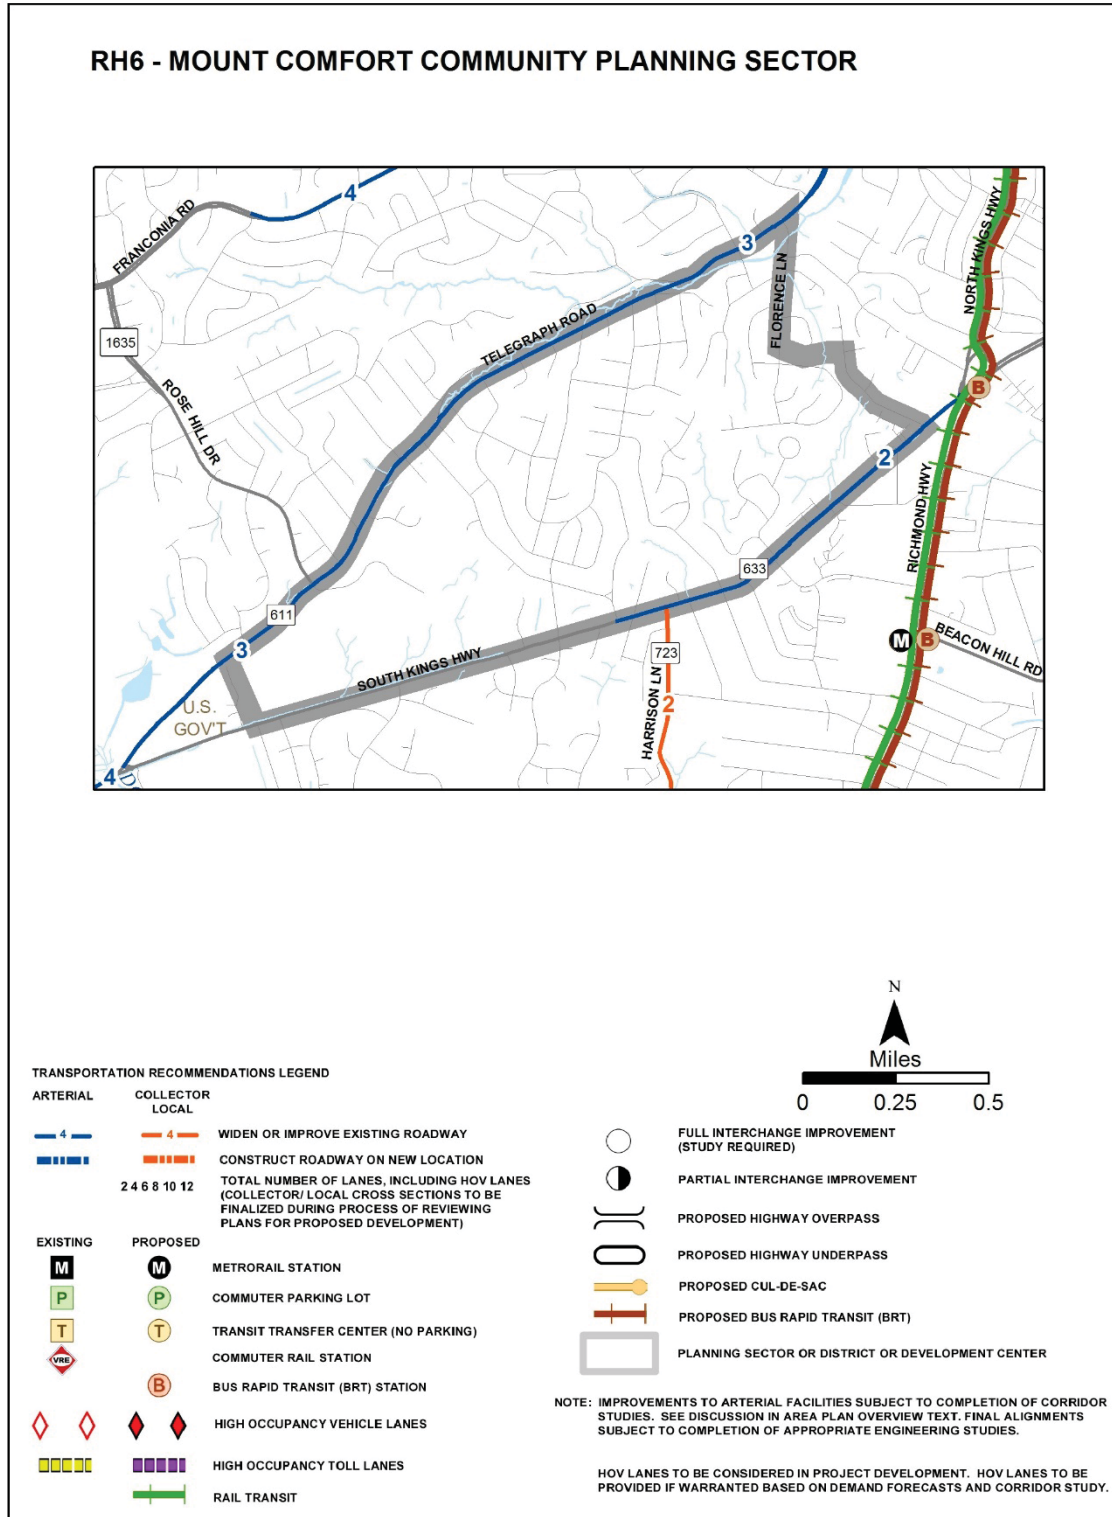 RH6 - MOUNT COMFORT COMMUNITY PLANNING SECTOR
4
FRANCONIA RD
3
NORTH KINGS HWY
FLORENCE LN
1635
TELEGRAPH ROAD
ROSE HILL DR
B
2
RICHMOND HWY
633
611
M
B
BEACON HILL RD
3
723
SOUTH KINGS HWY
HARRISON LN
2
U.S.
GOV'T
4
N
Miles
0 0.25 0.5
TRANSPORTATION RECOMMENDATIONS LEGEND
ARTERIAL COLLECTOR
LOCAL
4 4 WIDEN OR IMPROVE EXISTING ROADWAY
CONSTRUCT ROADWAY ON NEW LOCATION
2 4 6 8 10 12 TOTAL NUMBER OF LANES, INCLUDING HOV LANES
(COLLECTOR/ LOCAL CROSS SECTIONS TO BE
FINALIZED DURING PROCESS OF REVIEWING
PLANS FOR PROPOSED DEVELOPMENT)
EXISTING PROPOSED
M M METRORAIL STATION
P P COMMUTER PARKING LOT
T T TRANSIT TRANSFER CENTER (NO PARKING)
VRE COMMUTER RAIL STATION
B BUS RAPID TRANSIT (BRT) STATION
HIGH OCCUPANCY VEHICLE LANES
HIGH OCCUPANCY TOLL LANES
RAIL TRANSIT
FULL INTERCHANGE IMPROVEMENT
(STUDY REQUIRED)
PARTIAL INTERCHANGE IMPROVEMENT
PROPOSED HIGHWAY OVERPASS
PROPOSED HIGHWAY UNDERPASS
PROPOSED CUL-DE-SAC
PROPOSED BUS RAPID TRANSIT (BRT)
PLANNING SECTOR OR DISTRICT OR DEVELOPMENT CENTER
NOTE: IMPROVEMENTS TO ARTERIAL FACILITIES SUBJECT TO COMPLETION OF CORRIDOR
STUDIES. SEE DISCUSSION IN AREA PLAN OVERVIEW TEXT. FINAL ALIGNMENTS
SUBJECT TO COMPLETION OF APPROPRIATE ENGINEERING STUDIES.
HOV LANES TO BE CONSIDERED IN PROJECT DEVELOPMENT. HOV LANES TO BE
PROVIDED IF WARRANTED BASED ON DEMAND FORECASTS AND CORRIDOR STUDY.